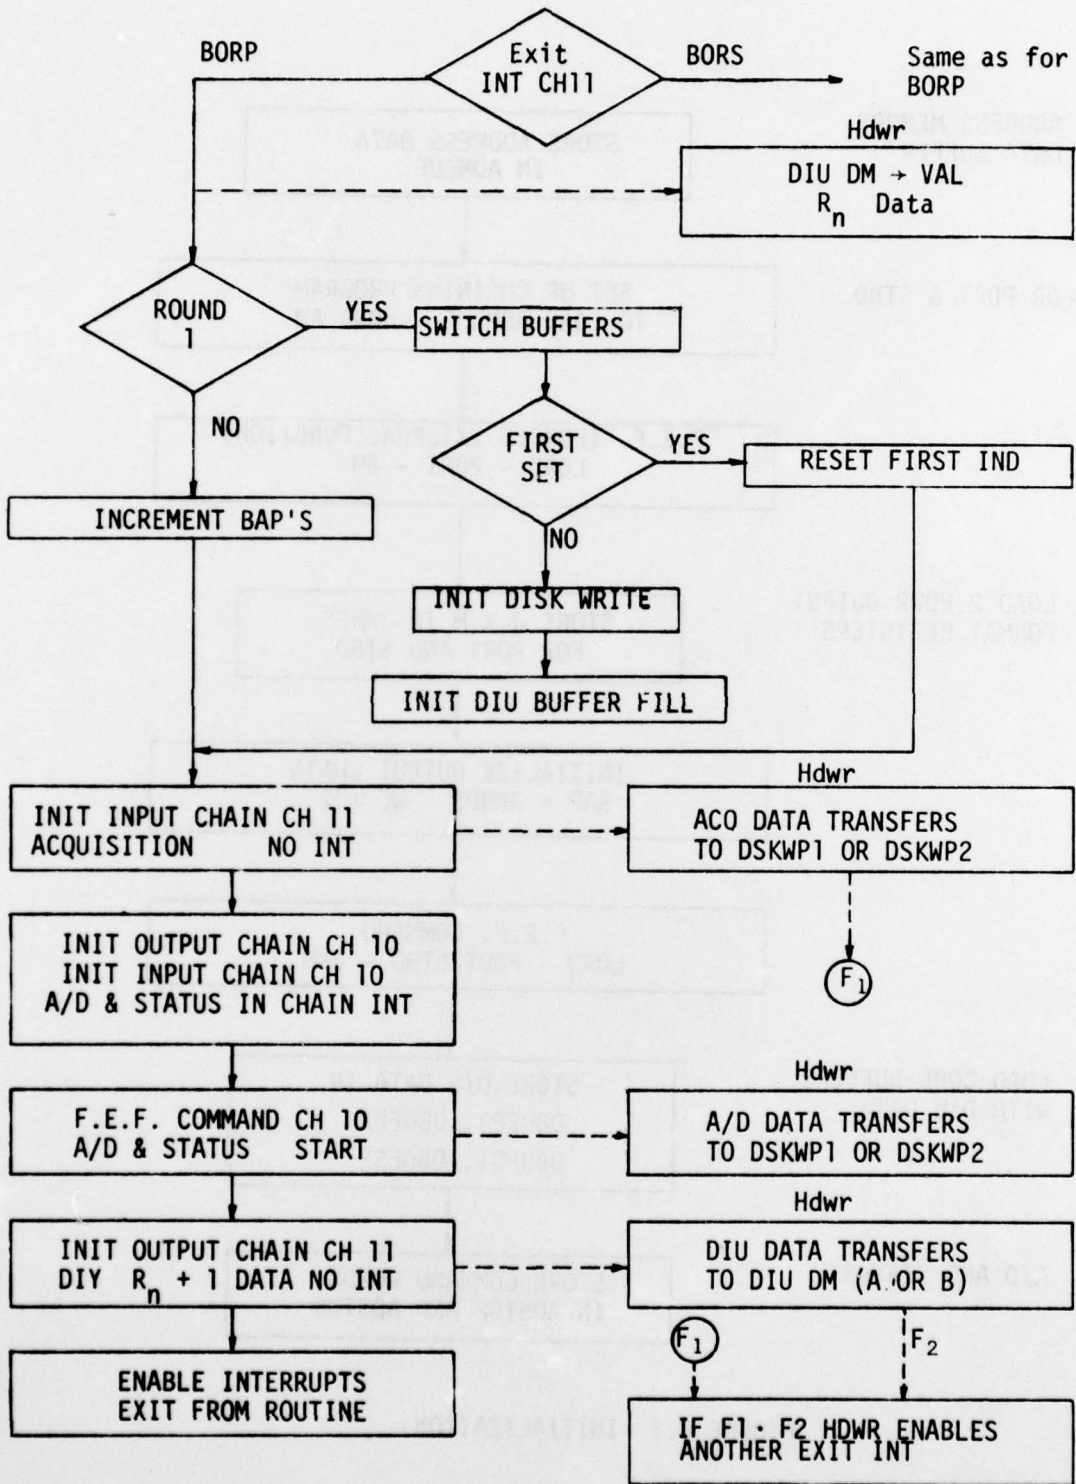 BORP
Exit
INT CH11
BORS
Same as for
BORP
Hdwr
DIU DM → VAL
Rn Data
ROUND
1
YES
SWITCH BUFFERS
NO
FIRST
SET
YES
RESET FIRST IND
INCREMENT BAP'S
NO
INIT DISK WRITE
INIT DIU BUFFER FILL
INIT INPUT CHAIN CH 11
ACQUISITION NO INT
Hdwr
ACO DATA TRANSFERS
TO DSKWP1 OR DSKWP2
F1
INIT OUTPUT CHAIN CH 10
INIT INPUT CHAIN CH 10
A/D & STATUS IN CHAIN INT
F.E.F. COMMAND CH 10
A/D & STATUS START
Hdwr
A/D DATA TRANSFERS
TO DSKWP1 OR DSKWP2
INIT OUTPUT CHAIN CH 11
DIY Rn + 1 DATA NO INT
Hdwr
DIU DATA TRANSFERS
TO DIU DM (A OR B)
F1
F2
ENABLE INTERRUPTS
EXIT FROM ROUTINE
IF F1 · F2 HDWR ENABLES
ANOTHER EXIT INT